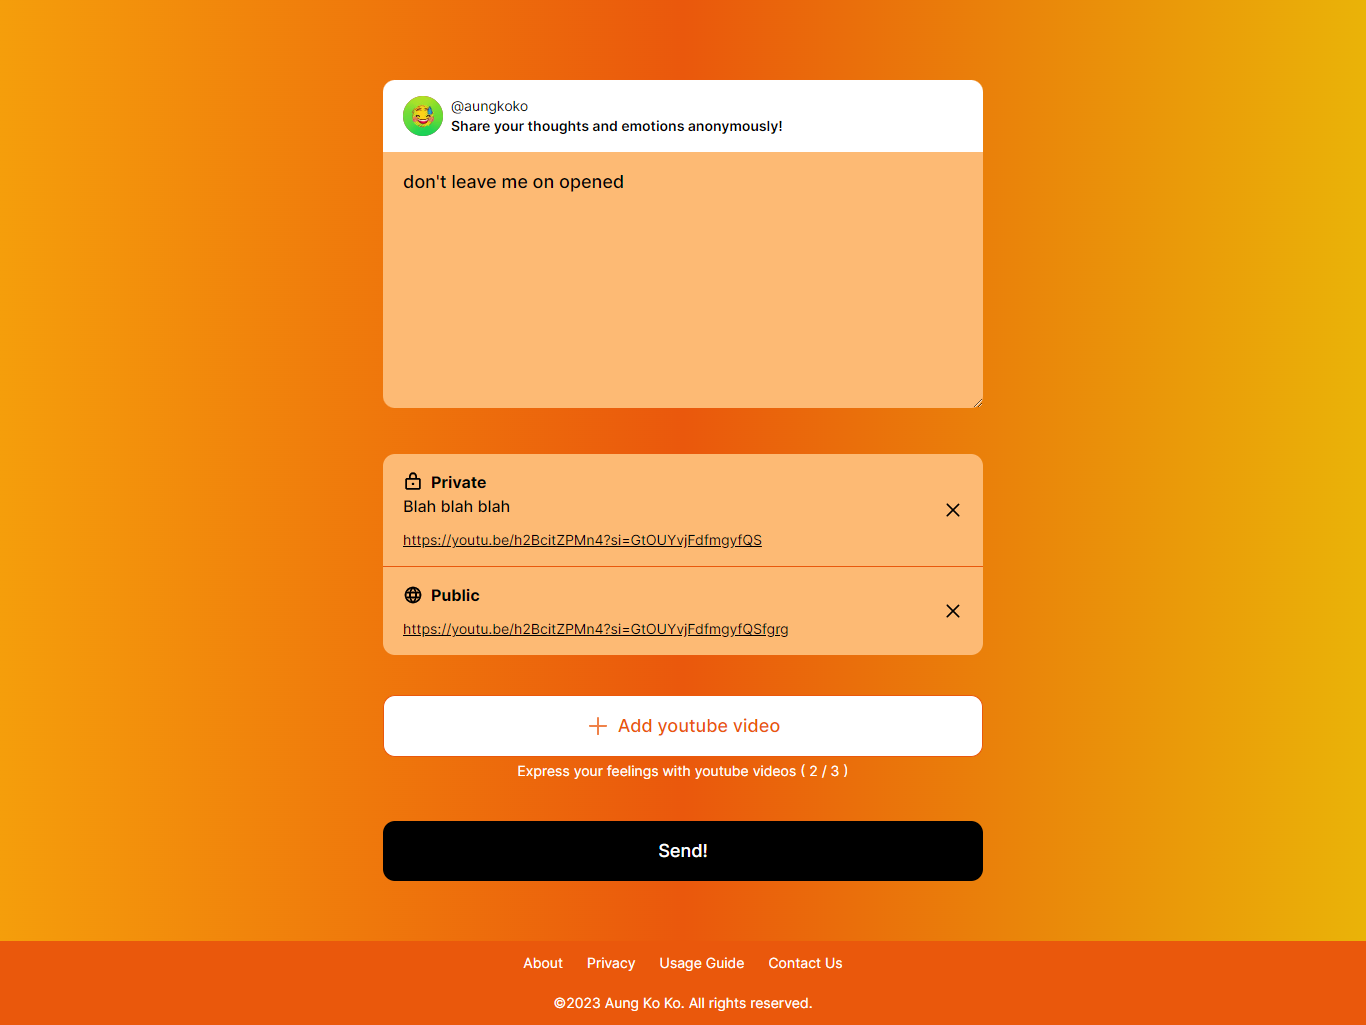 @aungkoko
Share your thoughts and emotions anonymously!
don't leave me on opened
Private
Blah blah blah
https://youtu.be/h2BcitZPMn4?si=GtOUYvjFdfmgyfQS
Public
https://youtu.be/h2BcitZPMn4?si=GtOUYvjFdfmgyfQSfgrg
Add youtube video
Express your feelings with youtube videos ( 2 / 3 )
Send!
About Privacy Usage Guide Contact Us
©2023 Aung Ko Ko. All rights reserved.